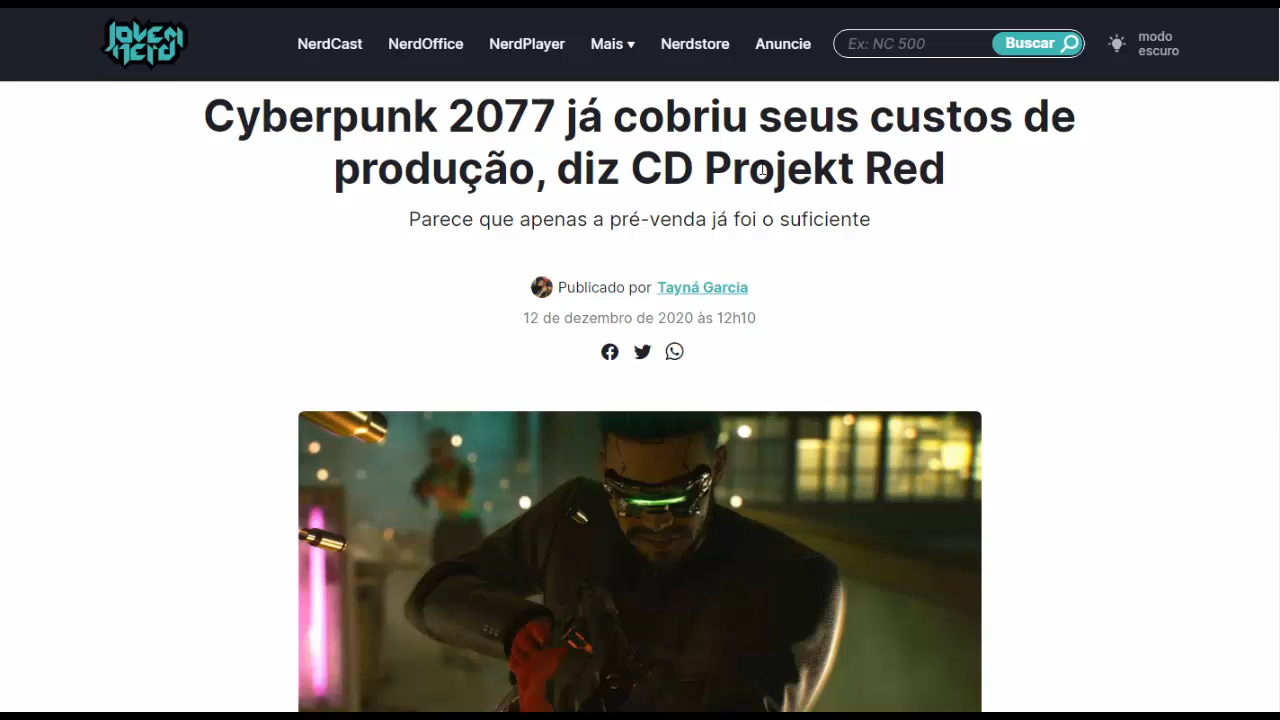 JOVEM NERD
NerdCast NerdOffice NerdPlayer Mais Nerdstore Anuncie Ex: NC 500 Buscar modo escuro
Cyberpunk 2077 já cobriu seus custos de
produção, diz CD Projekt Red
Parece que apenas a pré-venda já foi o suficiente
Publicado por Tayná Garcia
12 de dezembro de 2020 às 12h10